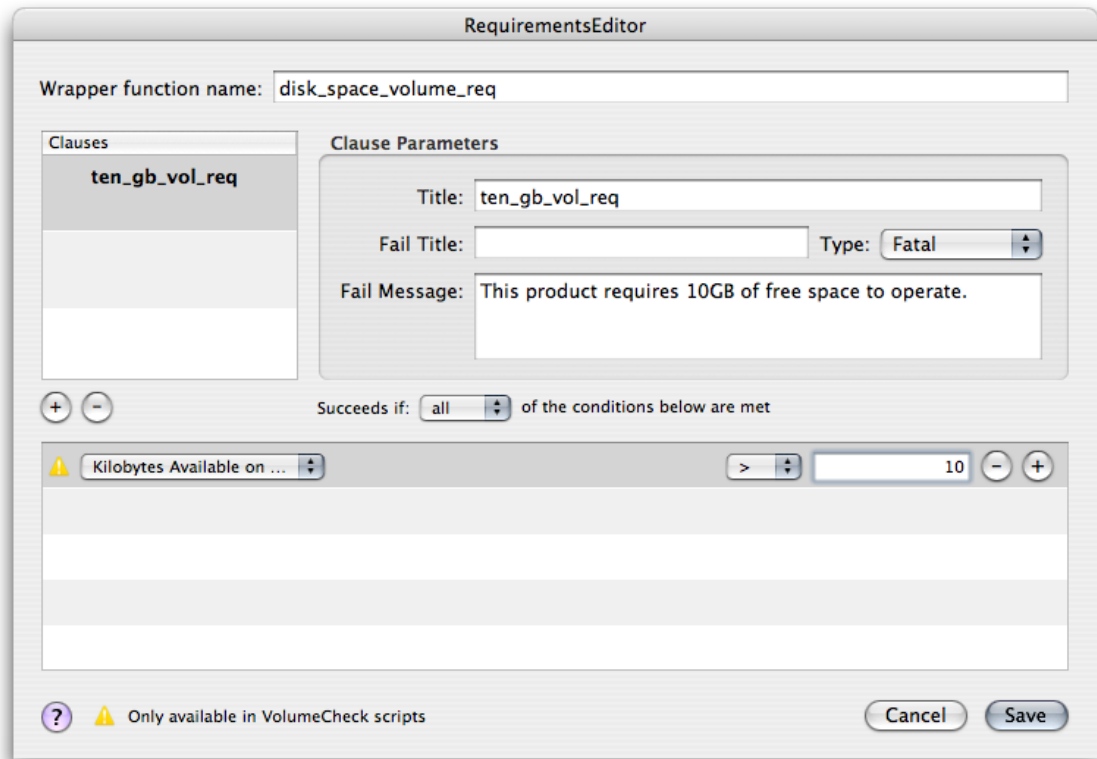 RequirementsEditor
Wrapper function name: disk_space_volume_req
Clauses
ten_gb_vol_req
Clause Parameters
Title: ten_gb_vol_req
Fail Title: Type: Fatal
Fail Message: This product requires 10GB of free space to operate.
+ -
Succeeds if: all of the conditions below are met
Kilobytes Available on ... > 10 - +
? Only available in VolumeCheck scripts
Cancel Save